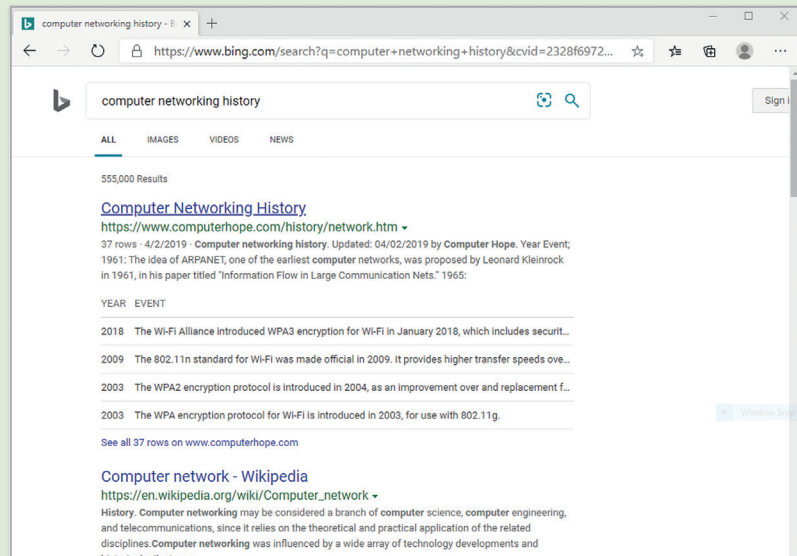 computer networking history - B
https://www.bing.com/search?q=computer+networking+history&cvid=2328f6972...
computer networking history
Sign i
ALL IMAGES VIDEOS NEWS
555,000 Results
Computer Networking History
https://www.computerhope.com/history/network.htm
37 rows · 4/2/2019 · Computer networking history. Updated: 04/02/2019 by Computer Hope. Year Event;
1961: The idea of ARPANET, one of the earliest computer networks, was proposed by Leonard Kleinrock
in 1961, in his paper titled "Information Flow in Large Communication Nets." 1965:
YEAR EVENT
2018 The Wi-Fi Alliance introduced WPA3 encryption for Wi-Fi in January 2018, which includes securit...
2009 The 802.11n standard for Wi-Fi was made official in 2009. It provides higher transfer speeds ove...
2003 The WPA2 encryption protocol is introduced in 2004, as an improvement over and replacement f...
2003 The WPA encryption protocol for Wi-Fi is introduced in 2003, for use with 802.11g.
Window Snip
See all 37 rows on www.computerhope.com
Computer network - Wikipedia
https://en.wikipedia.org/wiki/Computer_network
History. Computer networking may be considered a branch of computer science, computer engineering,
and telecommunications, since it relies on the theoretical and practical application of the related
disciplines.Computer networking was influenced by a wide array of technology developments and